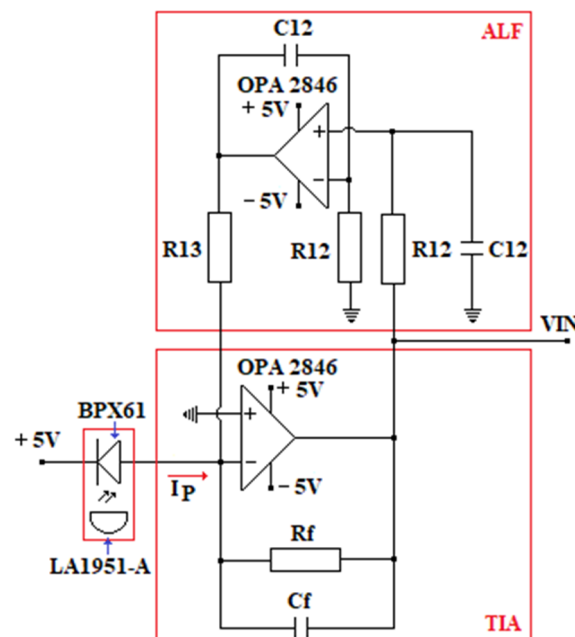 C12
ALF
OPA 2846
+ 5V
+
−
− 5V
R13
R12
R12
C12
VIN
OPA 2846
+ 5V
BPX61
+
+ 5V
−
− 5V
IP
Rf
LA1951-A
Cf
TIA